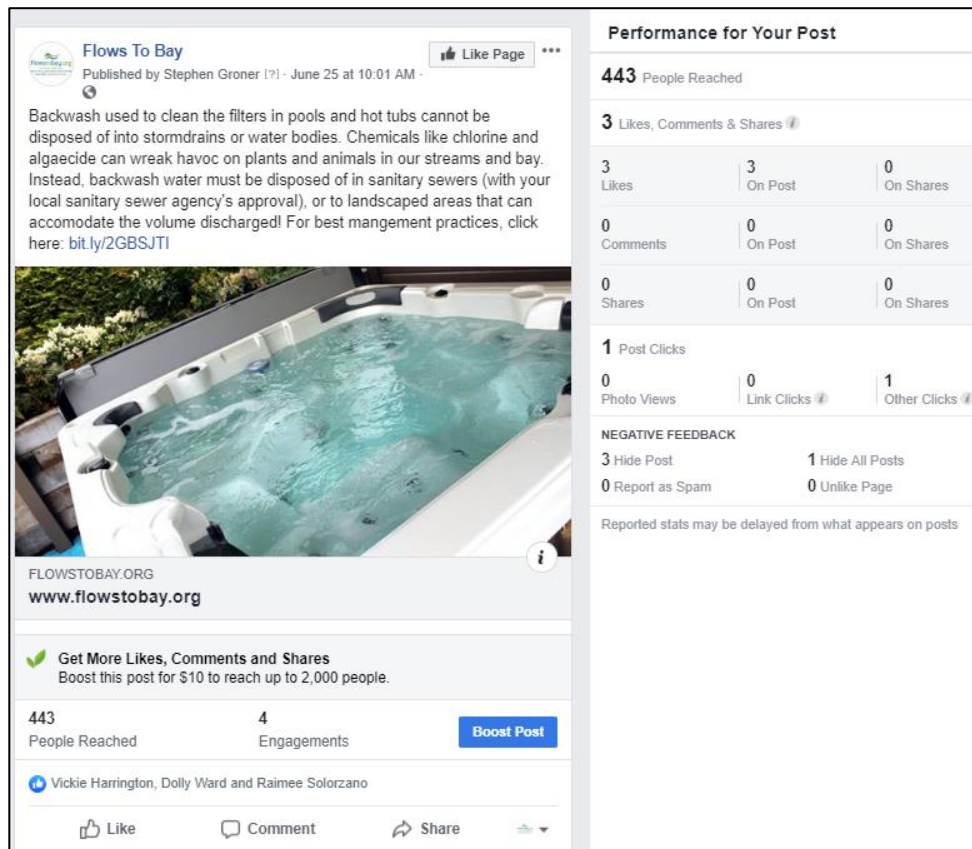 Flows To Bay
Published by Stephen Groner [?] · June 25 at 10:01 AM ·
Like Page
Backwash used to clean the filters in pools and hot tubs cannot be
disposed of into stormdrains or water bodies. Chemicals like chlorine and
algaecide can wreak havoc on plants and animals in our streams and bay.
Instead, backwash water must be disposed of in sanitary sewers (with your
local sanitary sewer agency's approval), or to landscaped areas that can
accomodate the volume discharged! For best mangement practices, click
here: bit.ly/2GBSJTI
FLOWSTOBAY.ORG
www.flowstobay.org
Get More Likes, Comments and Shares
Boost this post for $10 to reach up to 2,000 people.
443
People Reached
4
Engagements
Boost Post
Vickie Harrington, Dolly Ward and Raimee Solorzano
Like
Comment
Share
Performance for Your Post
443 People Reached
3 Likes, Comments & Shares
3 3 0
Likes On Post On Shares
0 0 0
Comments On Post On Shares
0 0 0
Shares On Post On Shares
1 Post Clicks
0 0 1
Photo Views Link Clicks Other Clicks
NEGATIVE FEEDBACK
3 Hide Post 1 Hide All Posts
0 Report as Spam 0 Unlike Page
Reported stats may be delayed from what appears on posts